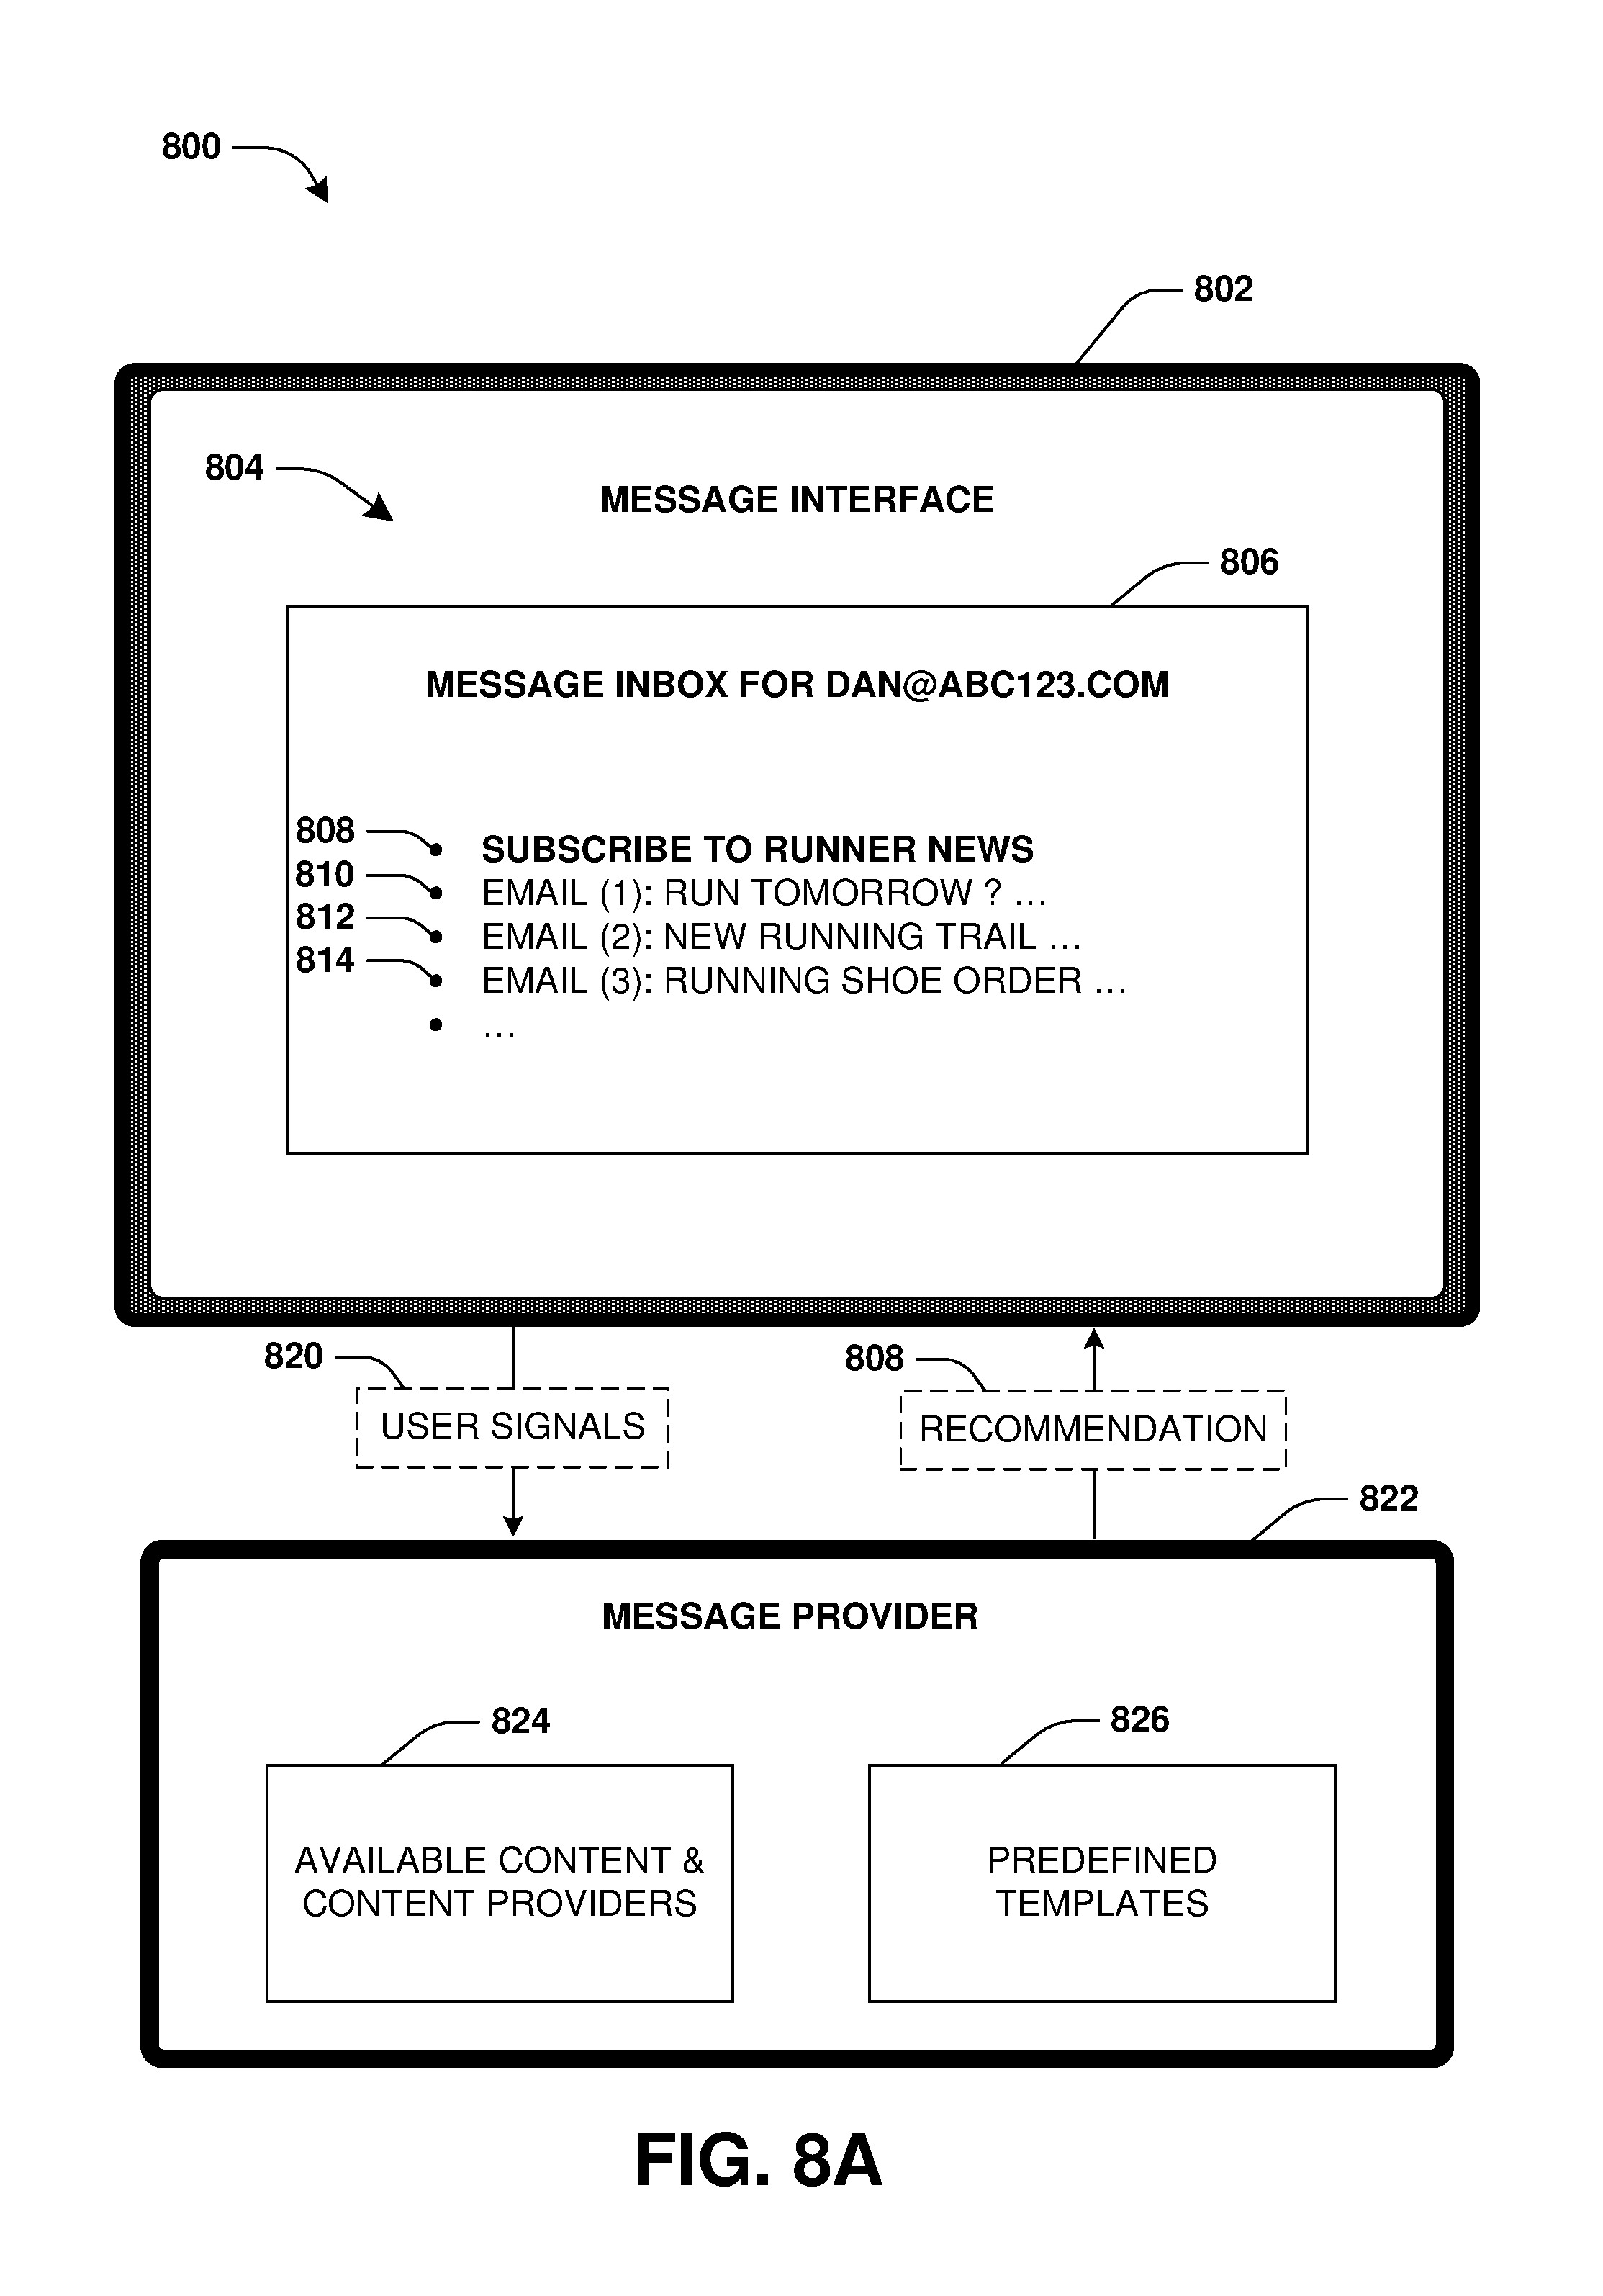 800
802
804
MESSAGE INTERFACE
806
MESSAGE INBOX FOR DAN@ABC123.COM
808 • SUBSCRIBE TO RUNNER NEWS
810 • EMAIL (1): RUN TOMORROW ? ...
812 • EMAIL (2): NEW RUNNING TRAIL ...
814 • EMAIL (3): RUNNING SHOE ORDER ...
• ...
820
808
USER SIGNALS
RECOMMENDATION
822
MESSAGE PROVIDER
824
826
AVAILABLE CONTENT &
CONTENT PROVIDERS
PREDEFINED
TEMPLATES
FIG. 8A